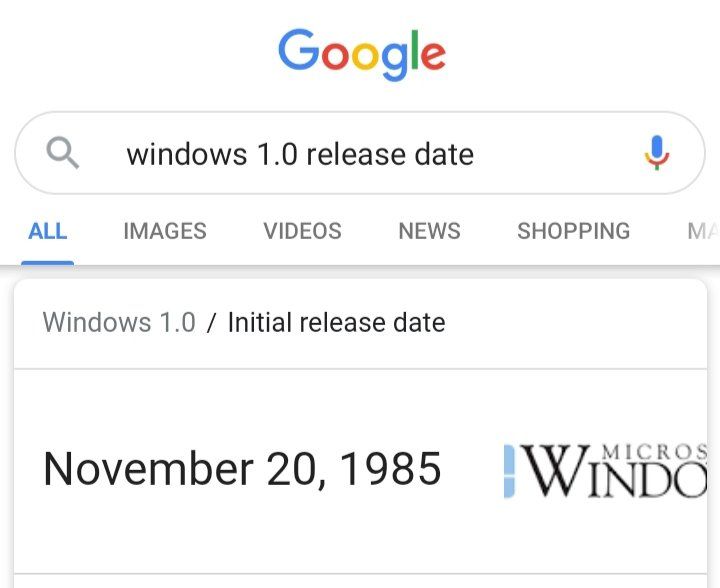 Google
windows 1.0 release date
ALL IMAGES VIDEOS NEWS SHOPPING MA
Windows 1.0 / Initial release date
November 20, 1985
MICROS
WINDO